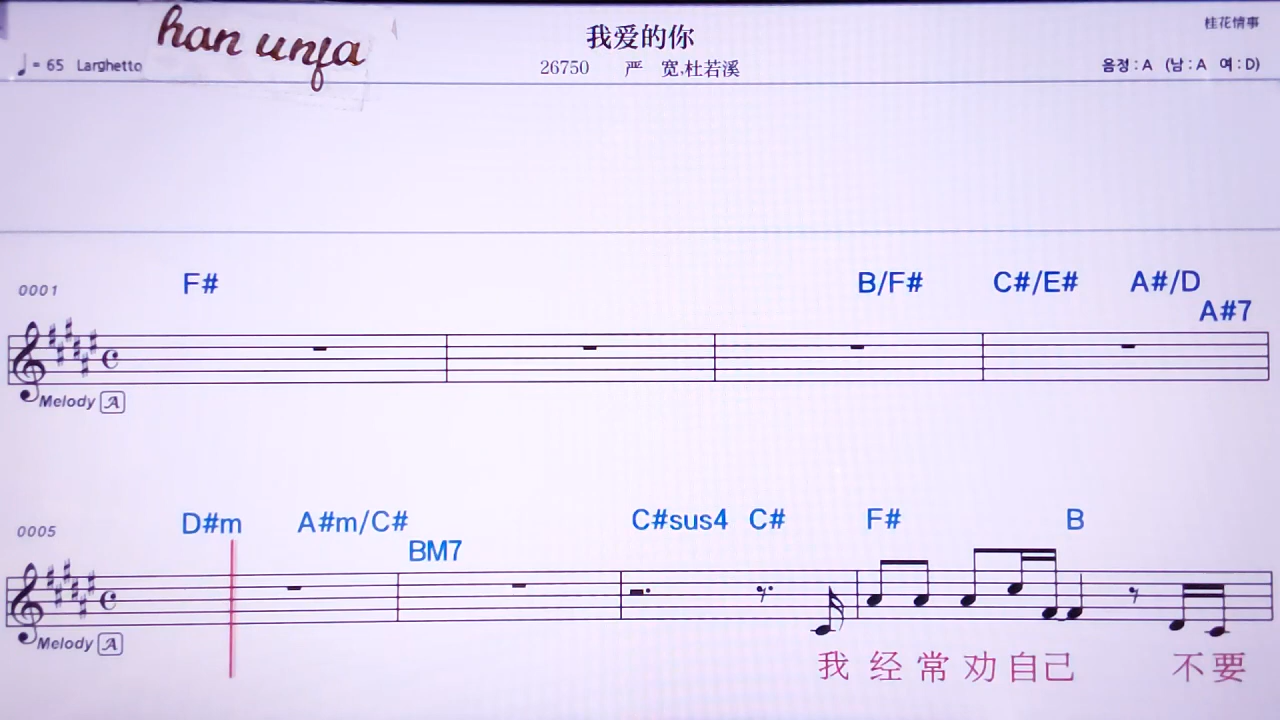 han unfa
我爱的你
桂花情事
♩= 65 Larghetto
26750 严 宽,杜若溪
음정 : A (남 : A 여 : D)
0001
F# B/F# C#/E# A#/D
A#7
Melody A
0005
D#m A#m/C# C#sus4 C# F# B
BM7
Melody A
我 经 常 劝 自己 不 要